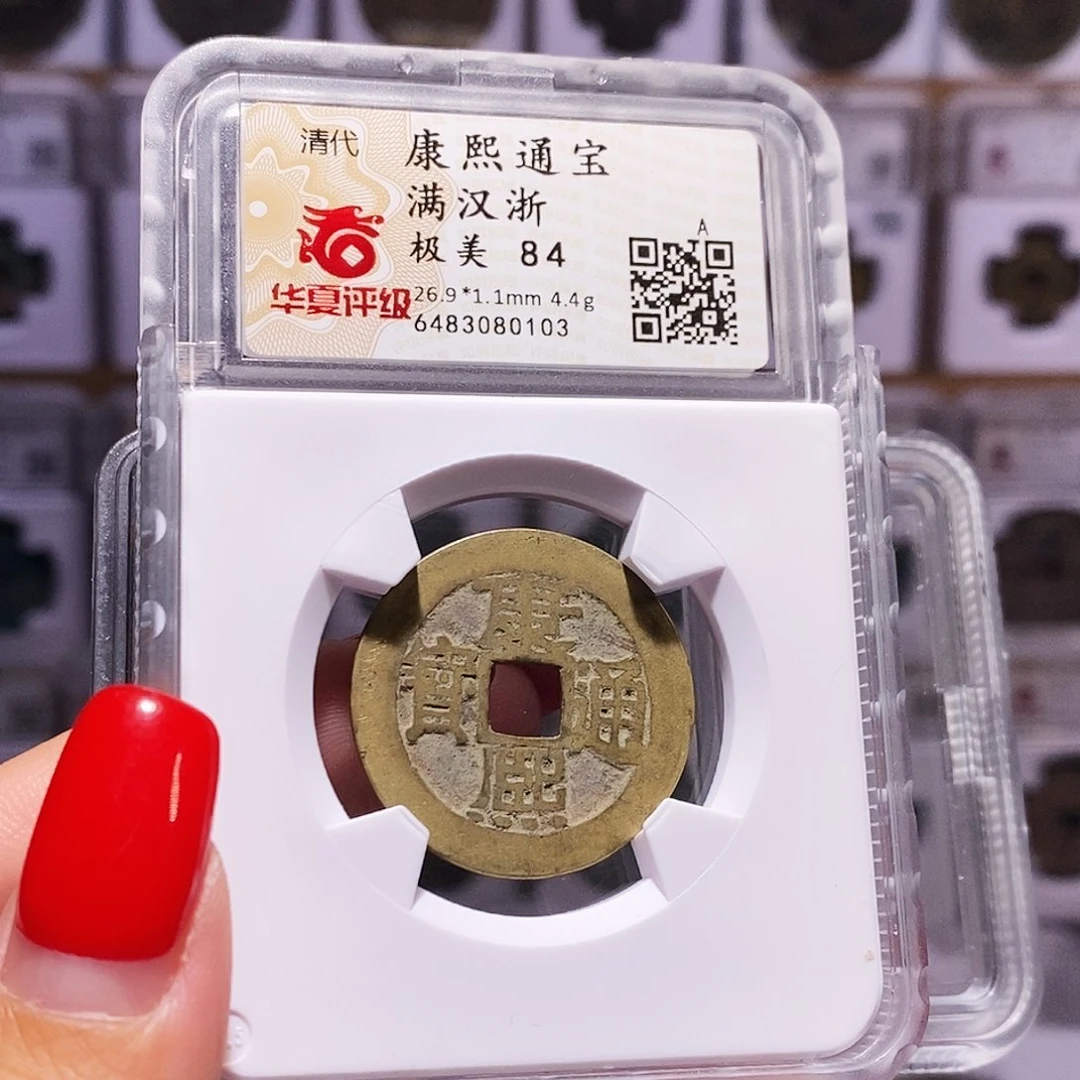 清代
康熙通宝
满汉浙
极美 84
华夏评级
26.9*1.1mm 4.4g
6483080103
A
康熙通寶